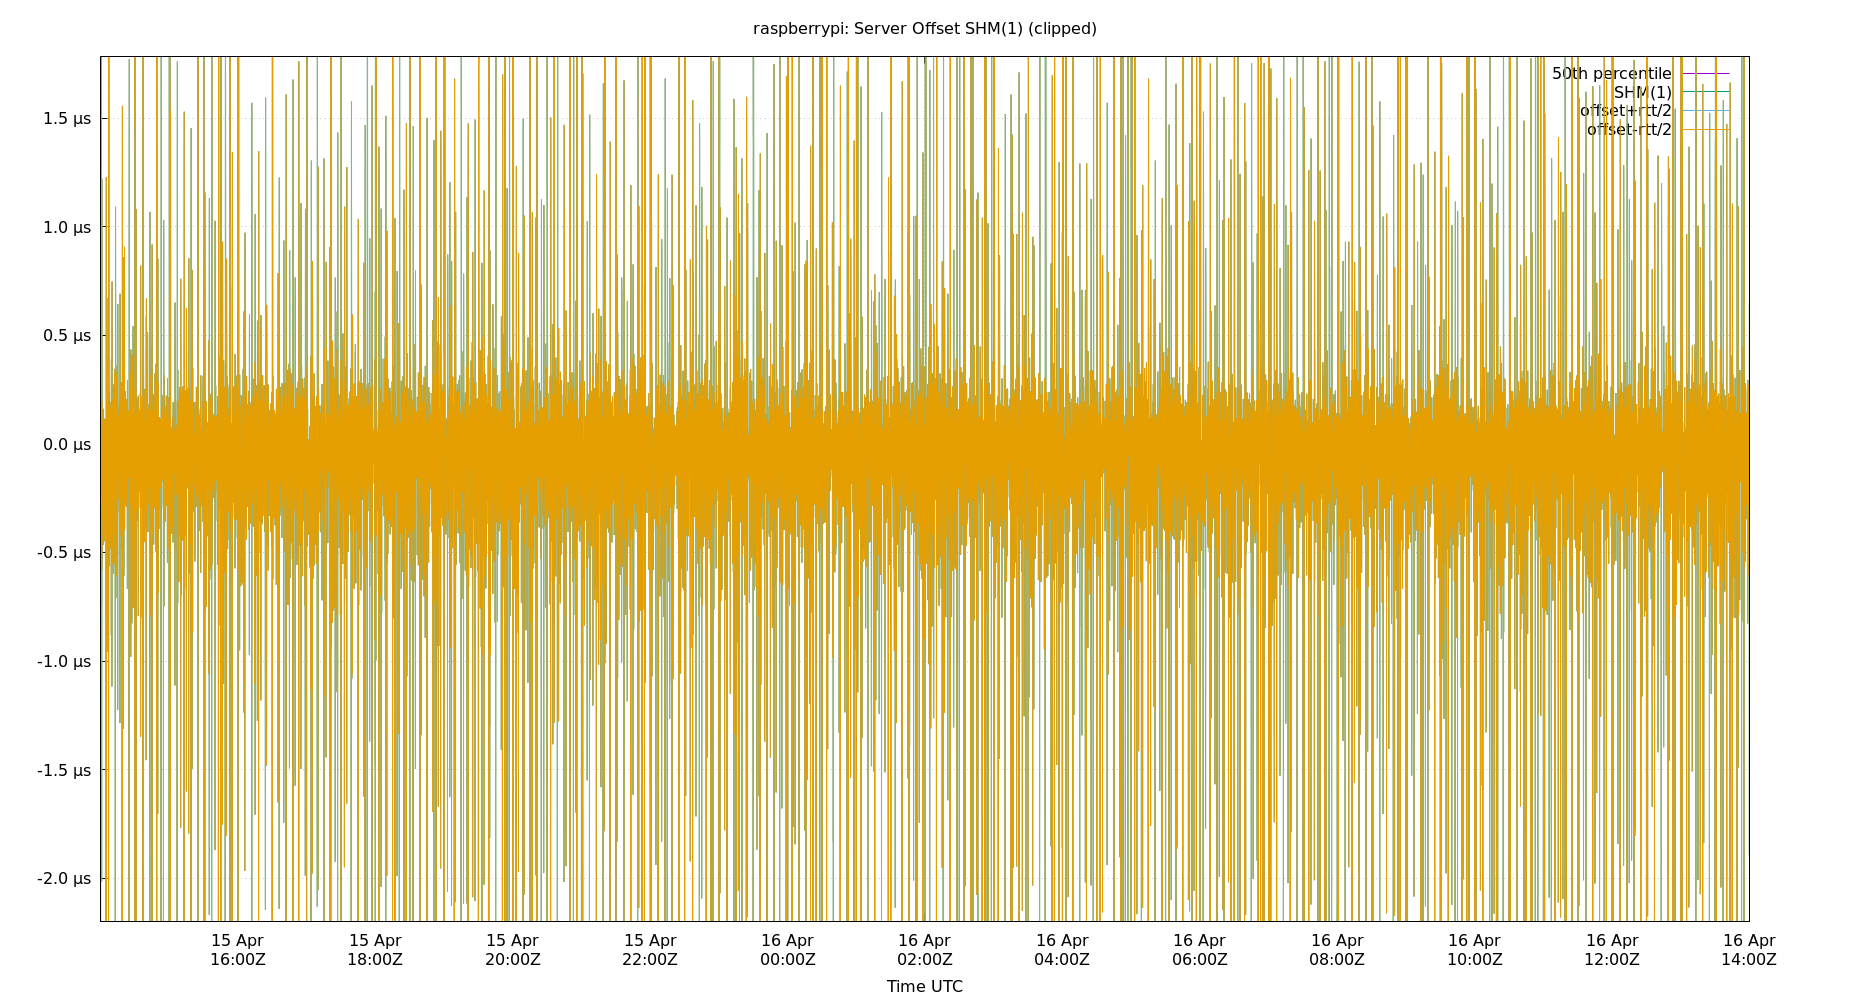 raspberrypi: Server Offset SHM(1) (clipped)
50th percentile
SHM(1)
offset+rtt/2
offset-rtt/2
1.5 µs
1.0 µs
0.5 µs
0.0 µs
-0.5 µs
-1.0 µs
-1.5 µs
-2.0 µs
15 Apr 15 Apr 15 Apr 15 Apr 16 Apr 16 Apr 16 Apr 16 Apr 16 Apr 16 Apr 16 Apr 16 Apr
16:00Z 18:00Z 20:00Z 22:00Z 00:00Z 02:00Z 04:00Z 06:00Z 08:00Z 10:00Z 12:00Z 14:00Z
Time UTC